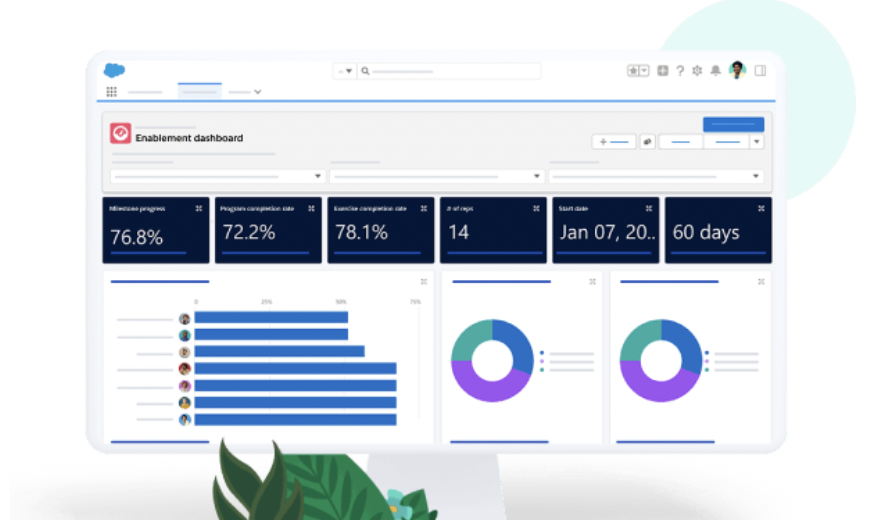 Enablement dashboard
Milestone progress
76.8%
Program completion rate
72.2%
Exercise completion rate
78.1%
# of reps
14
Start date
Jan 07, 20..
60 days
0 25% 50% 75%